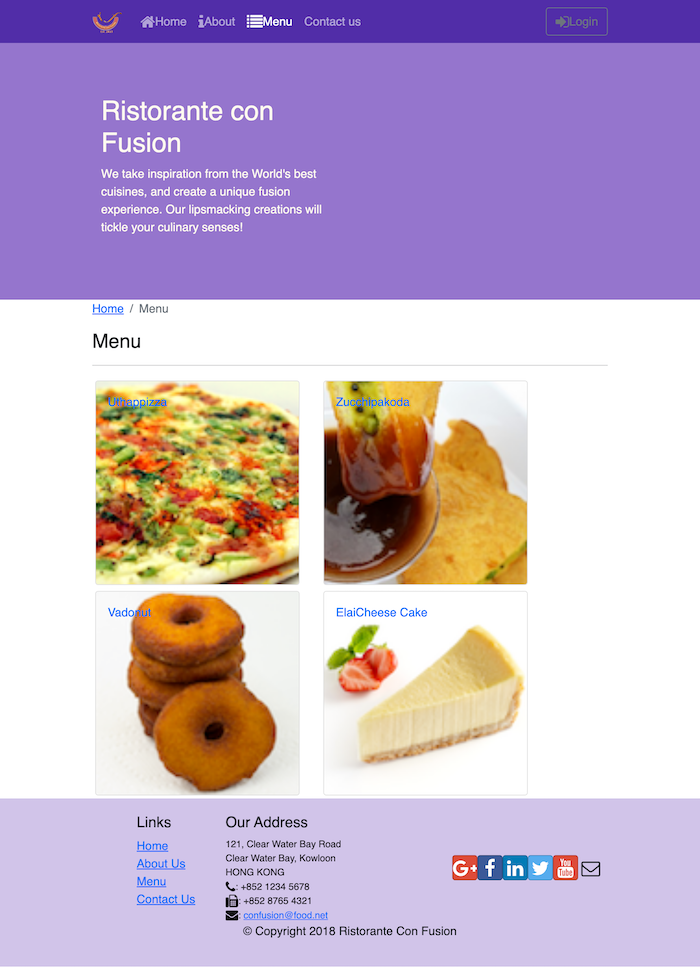 Home About Menu Contact us Login
Ristorante con
Fusion
We take inspiration from the World's best
cuisines, and create a unique fusion
experience. Our lipsmacking creations will
tickle your culinary senses!
Home / Menu
Menu
Uthappizza
Zucchipakoda
Vadonut
ElaiCheese Cake
Links
Home
About Us
Menu
Contact Us
Our Address
121, Clear Water Bay Road
Clear Water Bay, Kowloon
HONG KONG
: +852 1234 5678
: +852 8765 4321
: confusion@food.net
G+ f in You Tube
© Copyright 2018 Ristorante Con Fusion